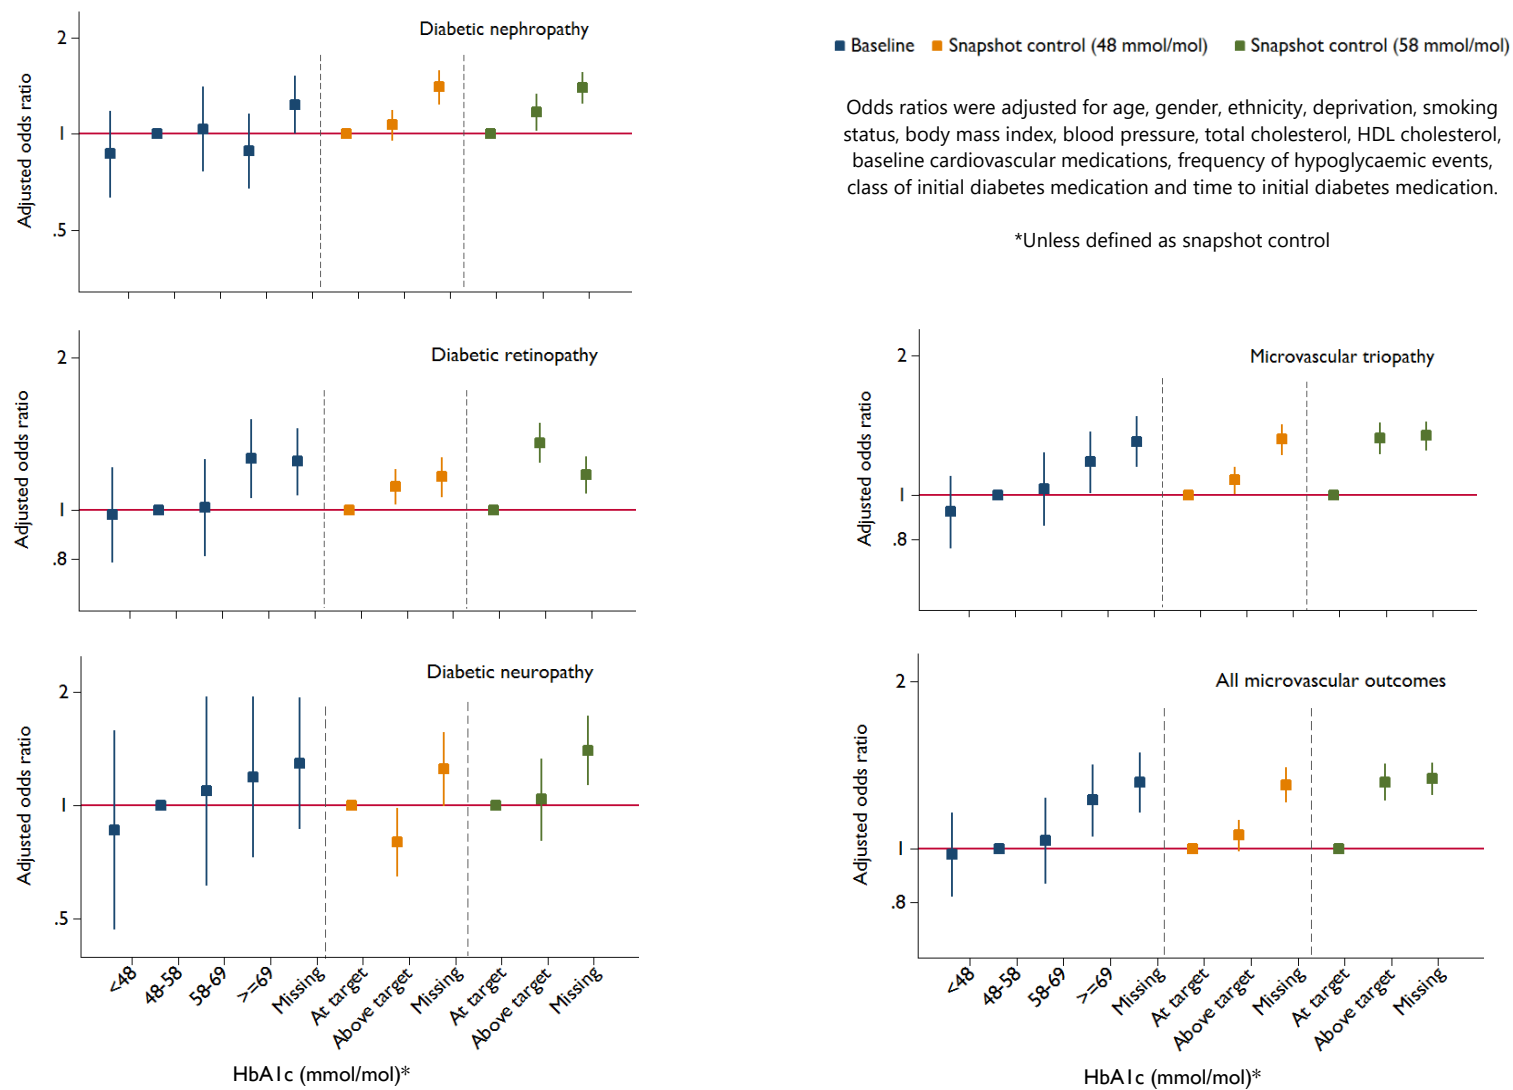 Diabetic nephropathy
2
1
.5
Adjusted odds ratio
Baseline Snapshot control (48 mmol/mol) Snapshot control (58 mmol/mol)
Odds ratios were adjusted for age, gender, ethnicity, deprivation, smoking
status, body mass index, blood pressure, total cholesterol, HDL cholesterol,
baseline cardiovascular medications, frequency of hypoglycaemic events,
class of initial diabetes medication and time to initial diabetes medication.
*Unless defined as snapshot control
Diabetic retinopathy
2
1
.8
Adjusted odds ratio
Microvascular triopathy
2
1
.8
Adjusted odds ratio
Diabetic neuropathy
2
1
.5
Adjusted odds ratio
<48
48-58
58-69
>=69
Missing
At target
Above target
Missing
At target
Above target
Missing
HbA1c (mmol/mol)*
All microvascular outcomes
2
1
.8
Adjusted odds ratio
<48
48-58
58-69
>=69
Missing
At target
Above target
Missing
At target
Above target
Missing
HbA1c (mmol/mol)*